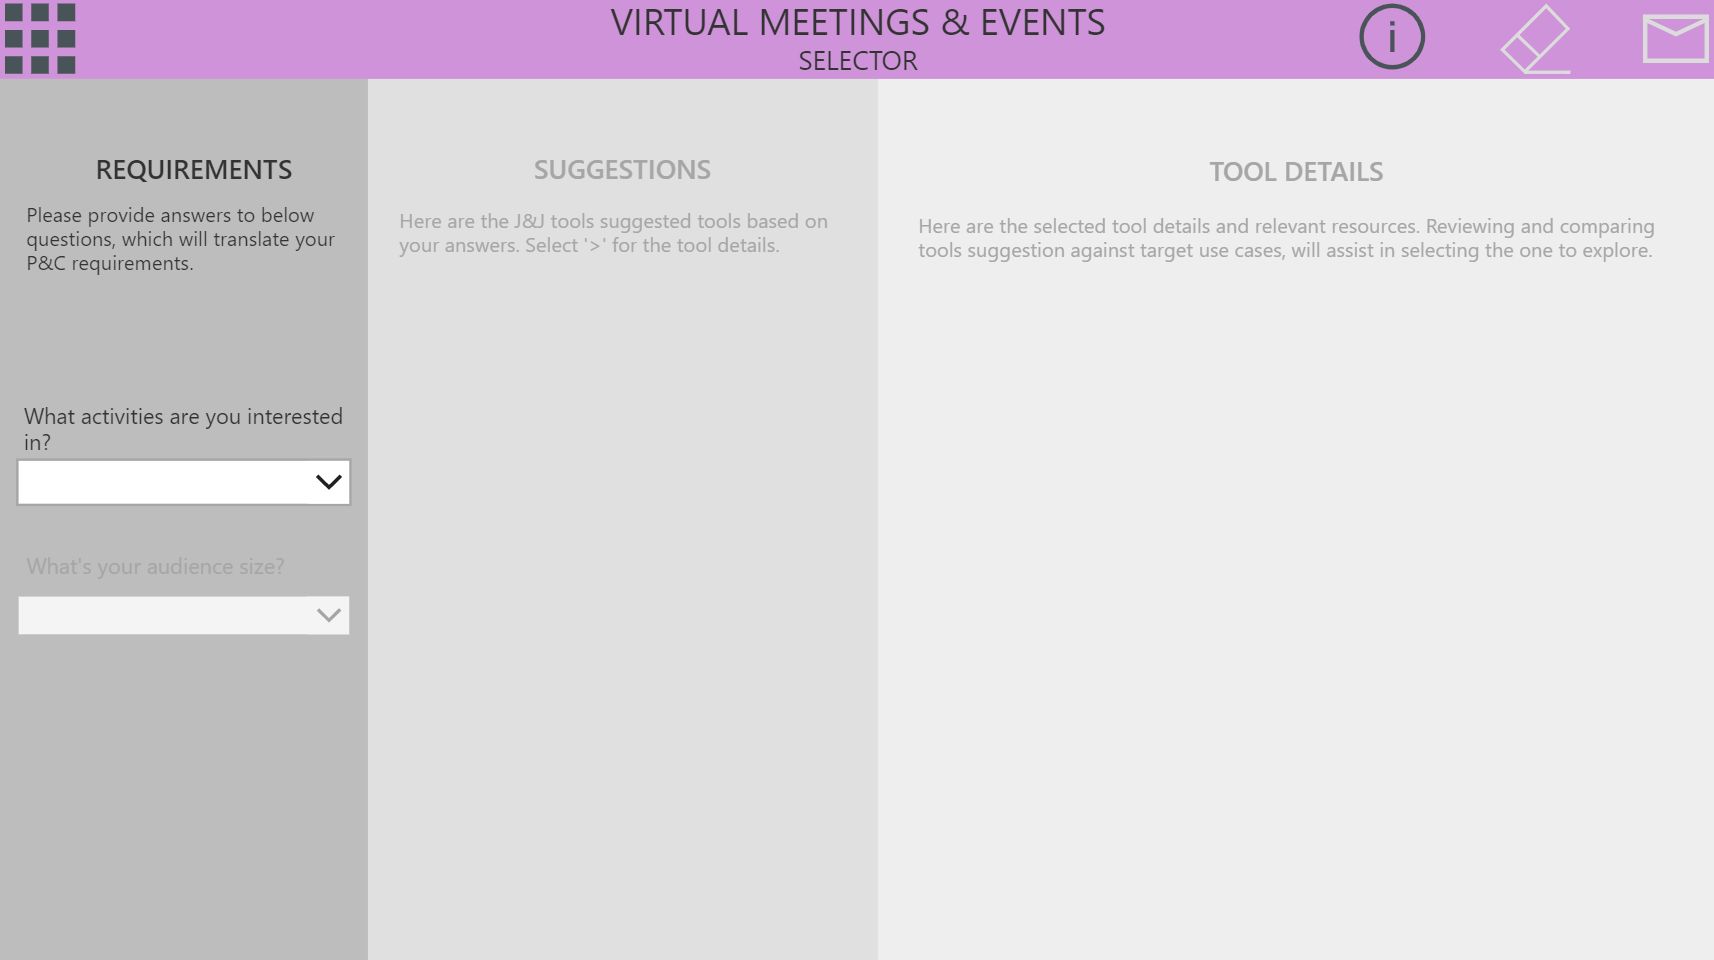 VIRTUAL MEETINGS & EVENTS
SELECTOR
i
REQUIREMENTS
Please provide answers to below
questions, which will translate your
P&C requirements.
What activities are you interested
in?
What's your audience size?
SUGGESTIONS
Here are the J&J tools suggested tools based on
your answers. Select '>' for the tool details.
TOOL DETAILS
Here are the selected tool details and relevant resources. Reviewing and comparing
tools suggestion against target use cases, will assist in selecting the one to explore.